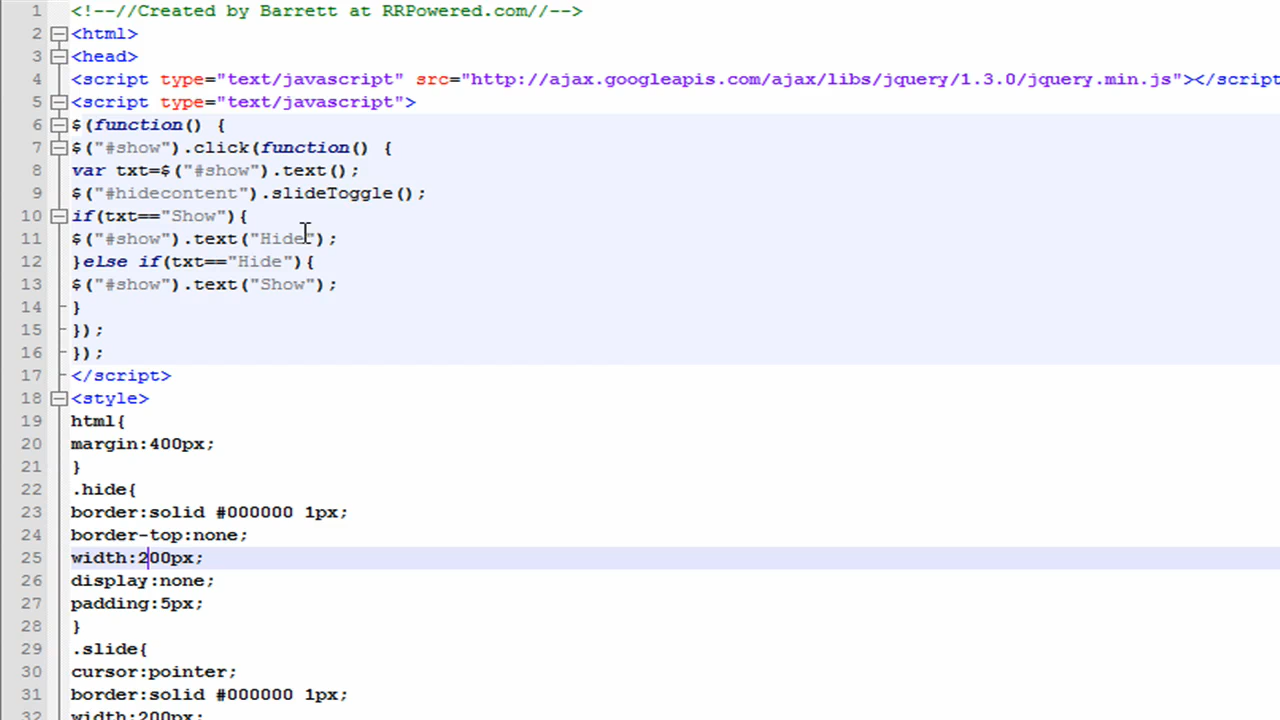 1 <!--//Created by Barrett at RRPowered.com//-->
2 <html>
3 <head>
4 <script type="text/javascript" src="http://ajax.googleapis.com/ajax/libs/jquery/1.3.0/jquery.min.js"></script
5 <script type="text/javascript">
6 $(function() {
7 $("#show").click(function() {
8 var txt=$("#show").text();
9 $("#hidecontent").slideToggle();
10 if(txt=="Show"){
11 $("#show").text("Hide");
12 }else if(txt=="Hide"){
13 $("#show").text("Show");
14 }
15 });
16 });
17 </script>
18 <style>
19 html{
20 margin:400px;
21 }
22 .hide{
23 border:solid #000000 1px;
24 border-top:none;
25 width:200px;
26 display:none;
27 padding:5px;
28 }
29 .slide{
30 cursor:pointer;
31 border:solid #000000 1px;
32 width:200px;